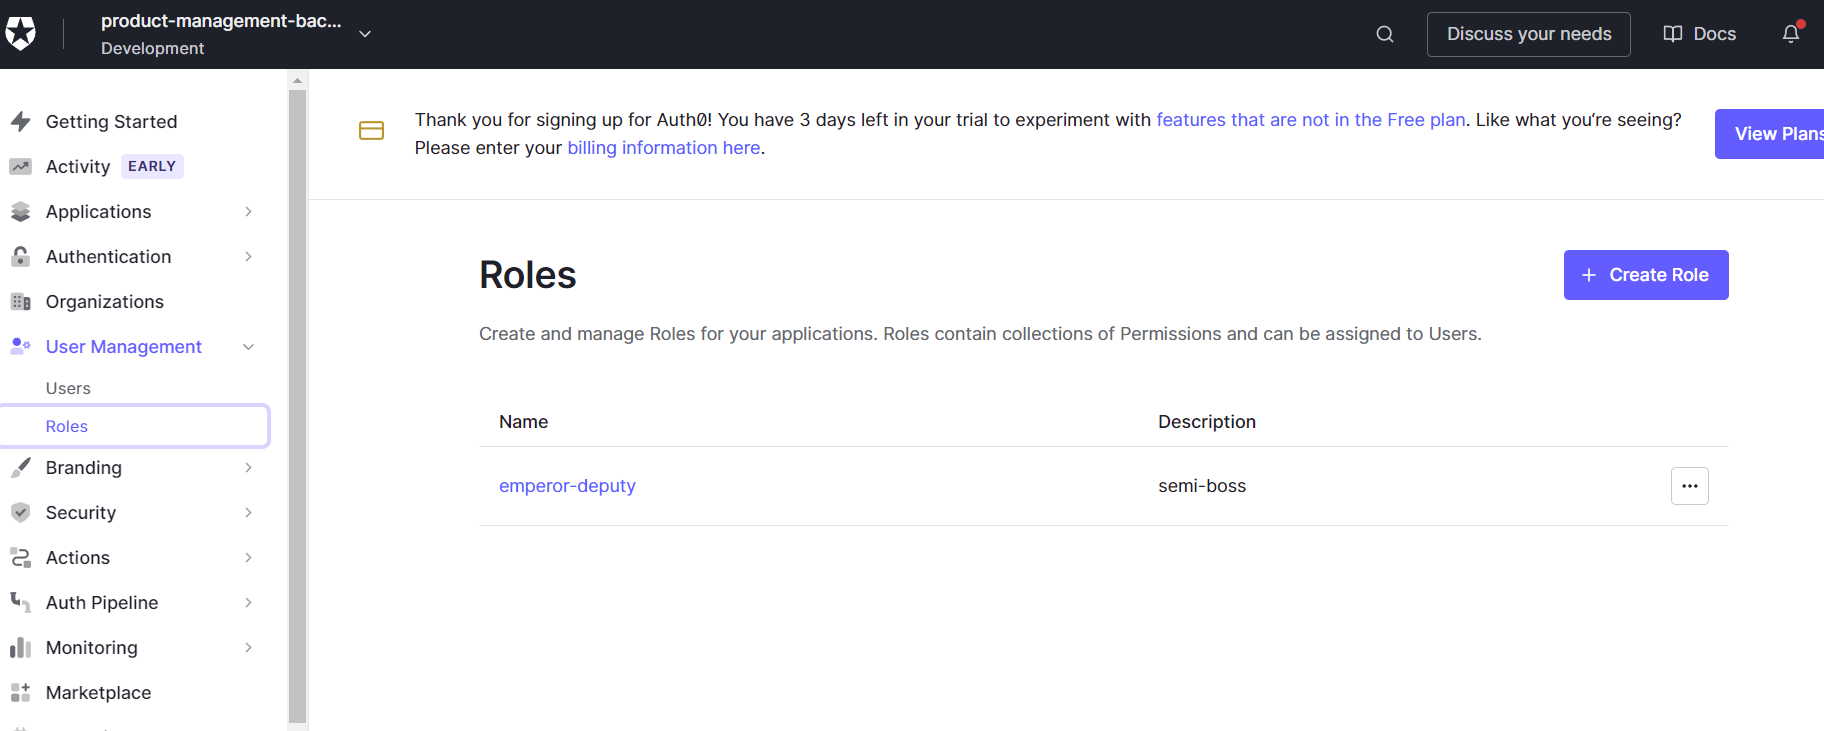 product-management-bac...
Development
Discuss your needs
Docs
Getting Started
Activity EARLY
Applications
Authentication
Organizations
User Management
Users
Roles
Branding
Security
Actions
Auth Pipeline
Monitoring
Marketplace
Thank you for signing up for Auth0! You have 3 days left in your trial to experiment with features that are not in the Free plan. Like what you're seeing?
Please enter your billing information here.
View Plans
Roles
+ Create Role
Create and manage Roles for your applications. Roles contain collections of Permissions and can be assigned to Users.
Name Description
emperor-deputy semi-boss